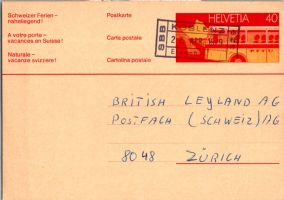 Schweizer Ferien –
naheliegend!
A votre porte –
vacances en Suisse!
Naturale –
vacanze svizzere!
Postkarte
Carte postale
Cartolina postale
HELVETIA 40
SBB KOBLENZ
BRITISH LEYLAND AG
POSTFACH (SCHWEIZ) AG
8048 ZÜRICH